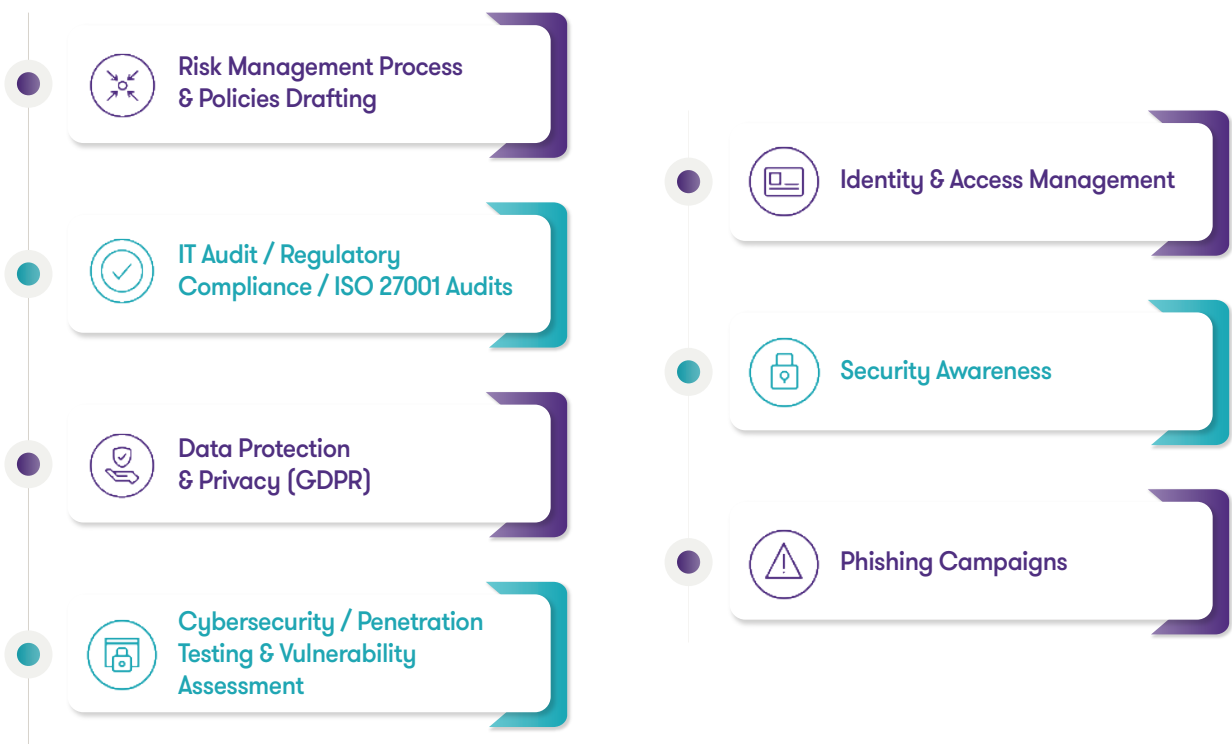 Risk Management Process
& Policies Drafting
IT Audit / Regulatory
Compliance / ISO 27001 Audits
Data Protection
& Privacy (GDPR)
Cybersecurity / Penetration
Testing & Vulnerability
Assessment
Identity & Access Management
Security Awareness
Phishing Campaigns